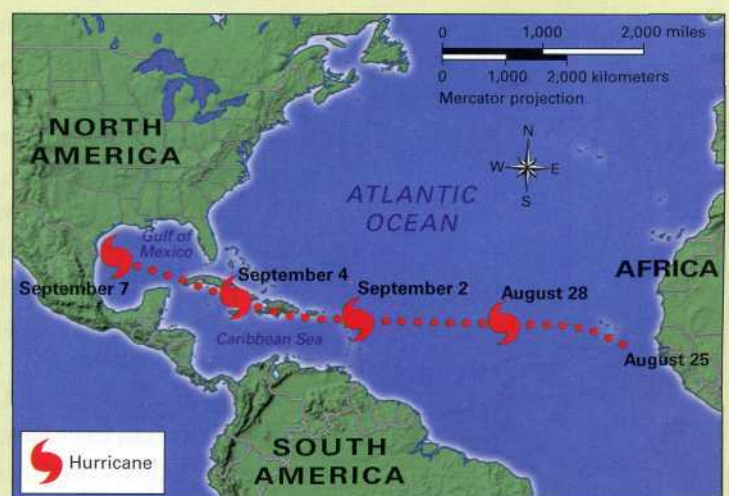 0 1,000 2,000 miles
0 1,000 2,000 kilometers
Mercator projection
N
W E
S
NORTH
AMERICA
ATLANTIC
OCEAN
Gulf of
Mexico
AFRICA
September 4
September 7
September 2
August 28
Caribbean Sea
August 25
SOUTH
AMERICA
Hurricane